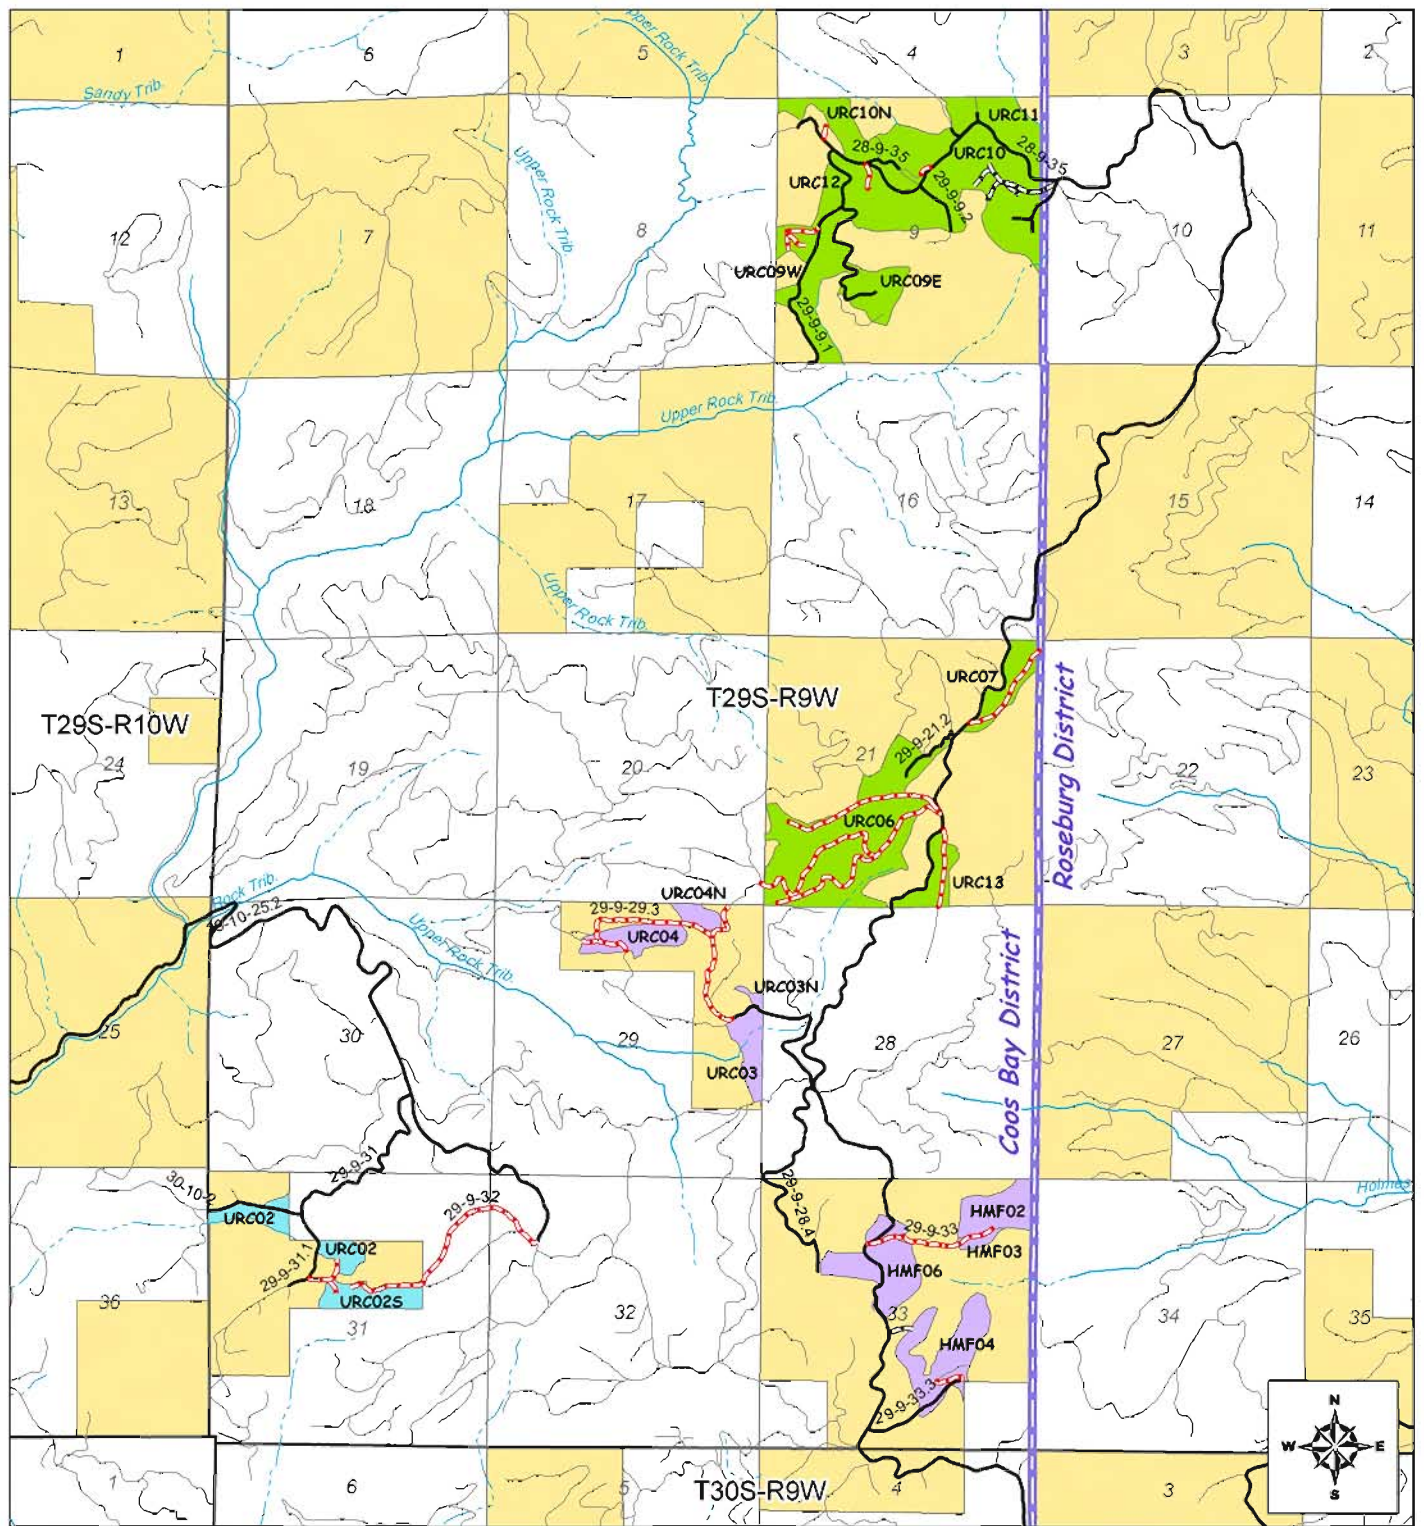 1
6
5
4
3
2
Upper Rock Trib.
Sandy Trib.
URC10N
URC11
28-9-35
URC10
28-9-35
Upper Rock Trib.
URC12
29-9-9.2
12
7
8
9
10
11
URC09W
URC09E
29-9-9.1
Upper Rock Trib.
13
18
17
16
15
14
Upper Rock Trib.
URC07
T29S-R10W
T29S-R9W
Roseburg District
29-9-21.2
24
19
20
21
22
23
URC06
URC13
Rock Trib.
URC04N
29-9-29.3
URC04
Upper Rock Trib.
Coos Bay District
URC03N
25
30
29
28
27
26
URC03
29-9-31
30-10-2
29-9-32
29-9-28.4
Holmes
URC02
HMF02
29-9-33
URC02
HMF03
29-9-31.1
HMF06
URC02S
36
31
32
33
34
35
HMF04
29-9-33.3
N
W
E
S
1
6
5
T30S-R9W
4
3